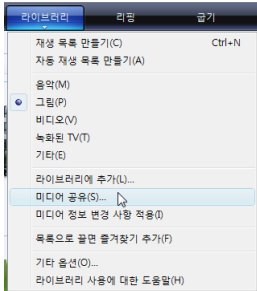 라이브러리 리핑 굽기
재생 목록 만들기(C) Ctrl+N
자동 재생 목록 만들기(A)
음악(M)
그림(P)
비디오(V)
녹화된 TV(T)
기타(E)
라이브러리에 추가(L)...
미디어 공유(S)...
미디어 정보 변경 사항 적용(I)
목록으로 끌면 즐겨찾기 추가(F)
기타 옵션(O)...
라이브러리 사용에 대한 도움말(H)